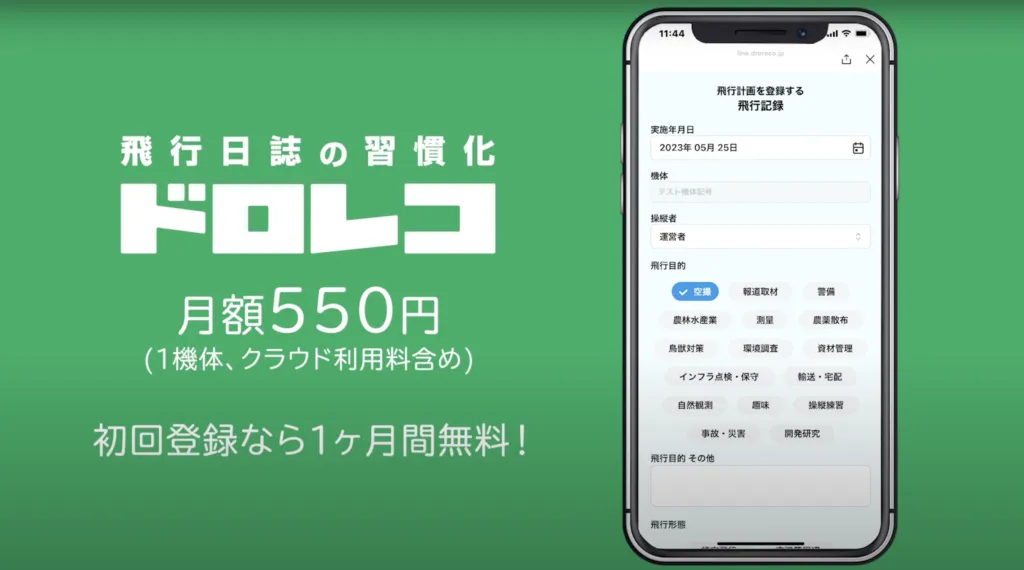 飛行日誌の習慣化
ドロレコ
月額550円
(1機体、クラウド利用料含め)
初回登録なら1ヶ月間無料!
11:44
line.droreco.jp
飛行計画を登録する
飛行記録
実施年月日
2023年 05月 25日
機体
テスト機体記号
操縦者
運営者
飛行目的
空撮 報道取材 警備
農林水産業 測量 農薬散布
鳥獣対策 環境調査 資材管理
インフラ点検・保守 輸送・宅配
自然観測 趣味 操縦練習
事故・災害 開発研究
飛行目的 その他
飛行形態